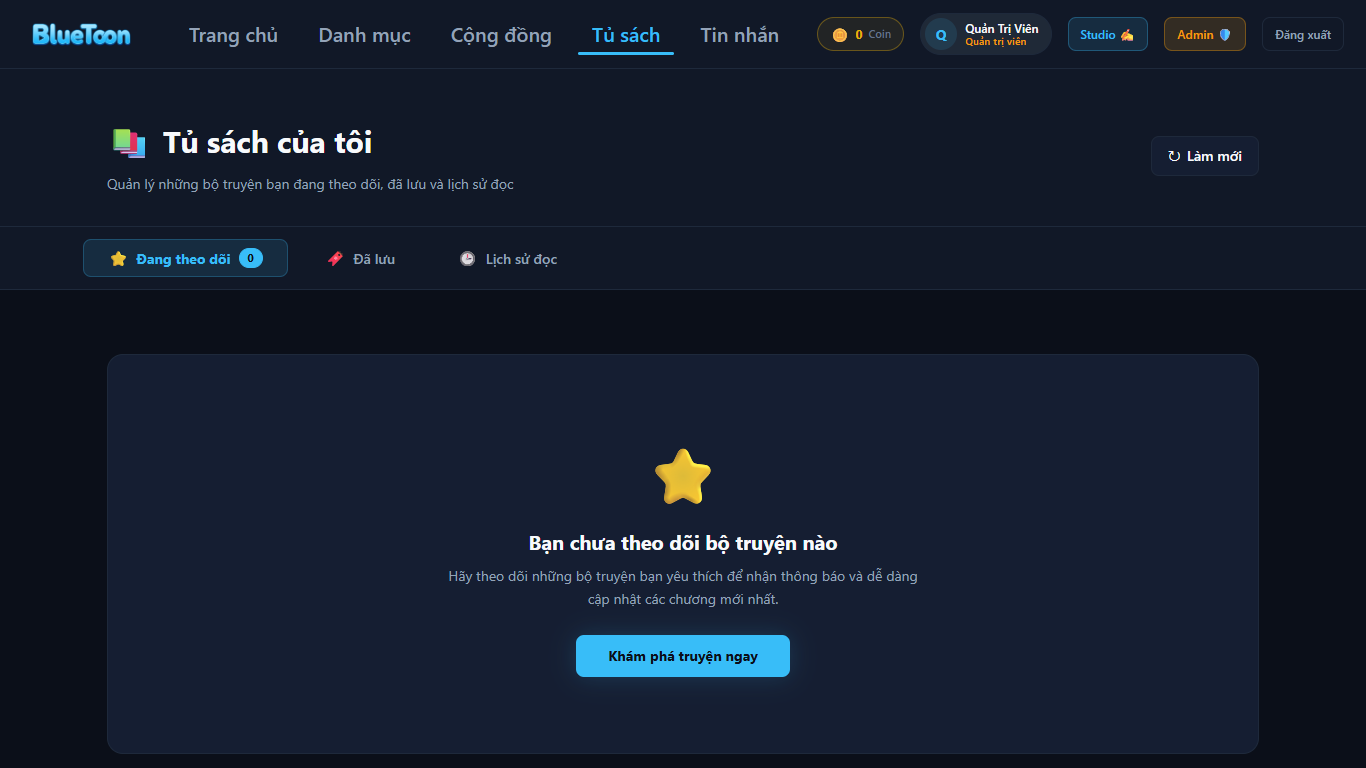 BlueToon
Trang chủ
Danh mục
Cộng đồng
Tủ sách
Tin nhắn
0 Coin
Q
Quản Trị Viên
Quản trị viên
Studio
Admin
Đăng xuất
Tủ sách của tôi
Quản lý những bộ truyện bạn đang theo dõi, đã lưu và lịch sử đọc
↻ Làm mới
Đang theo dõi 0
Đã lưu
Lịch sử đọc
Bạn chưa theo dõi bộ truyện nào
Hãy theo dõi những bộ truyện bạn yêu thích để nhận thông báo và dễ dàng
cập nhật các chương mới nhất.
Khám phá truyện ngay